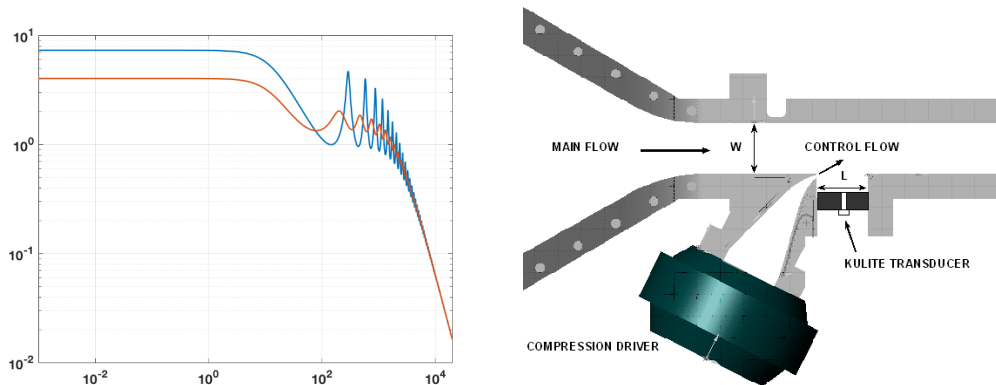 10^1
10^0
10^-1
10^-2
10^-2
10^0
10^2
10^4
MAIN FLOW
W
CONTROL FLOW
L
KULITE TRANSDUCER
COMPRESSION DRIVER